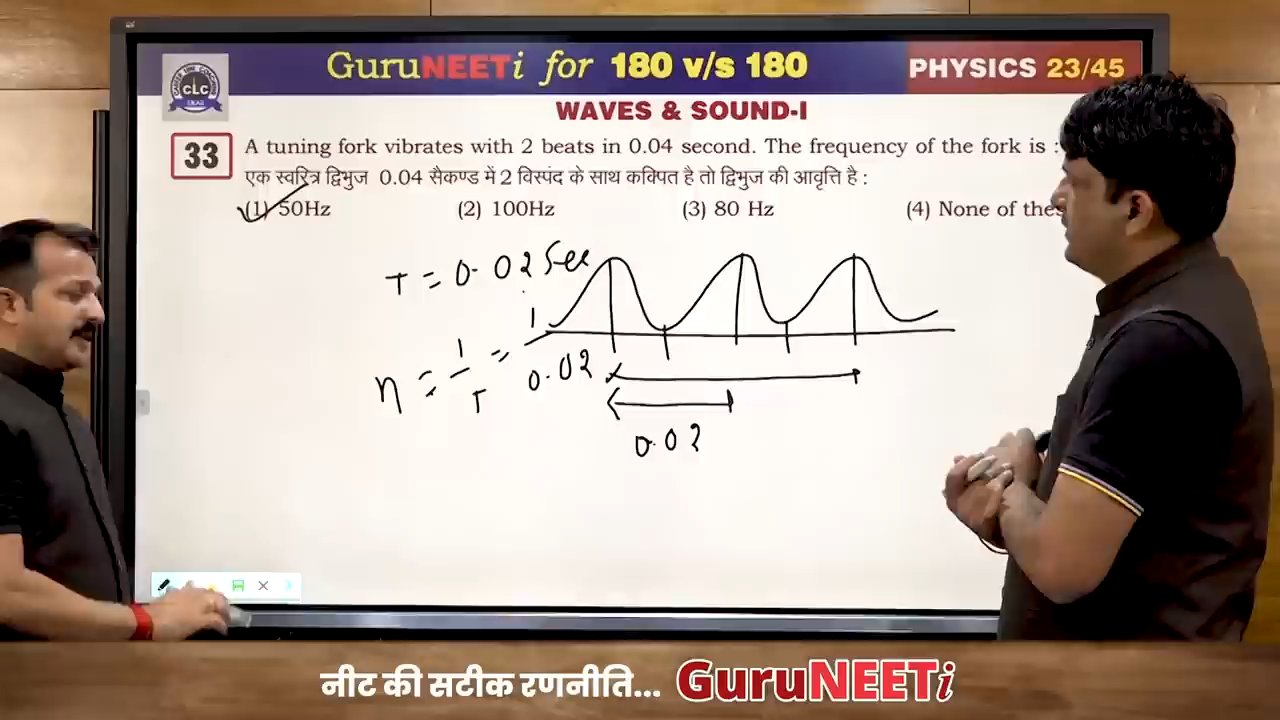 GuruNEETi for 180 v/s 180
PHYSICS 23/45
CLC
WAVES & SOUND-I
33
A tuning fork vibrates with 2 beats in 0.04 second. The frequency of the fork is :
एक स्वरित्र द्विभुज 0.04 सैकण्ड में 2 विस्पंद के साथ कम्पित है तो द्विभुज की आवृत्ति है :
(1) 50Hz (2) 100Hz (3) 80 Hz (4) None of thes
T = 0.02 Sec
n = 1/T = 1/0.02
0.02
नीट की सटीक रणनीति... GuruNEETi